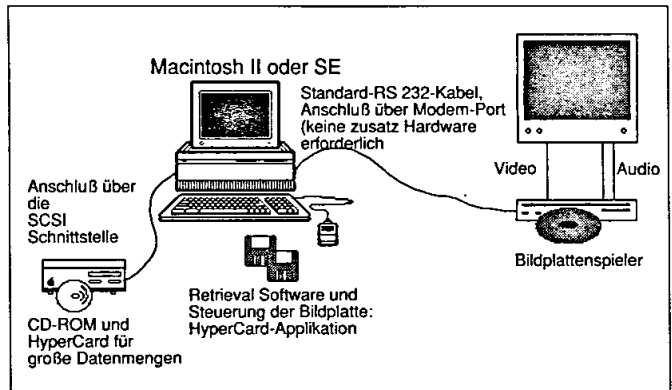 Macintosh II oder SE
Standard-RS 232-Kabel,
Anschluß über Modem-Port
(keine zusatz Hardware
erforderlich
Video
Audio
Anschluß über
die
SCSI
Schnittstelle
Bildplattenspieler
Retrieval Software und
Steuerung der Bildplatte:
HyperCard-Applikation
CD-ROM und
HyperCard für
große Datenmengen